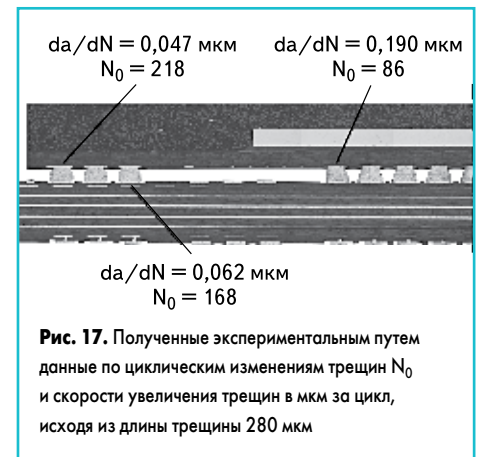 da/dN = 0,047 мкм
N₀ = 218
da/dN = 0,190 мкм
N₀ = 86
da/dN = 0,062 мкм
N₀ = 168
Рис. 17. Полученные экспериментальным путем
данные по циклическим изменениям трещин N₀
и скорости увеличения трещин в мкм за цикл,
исходя из длины трещины 280 мкм